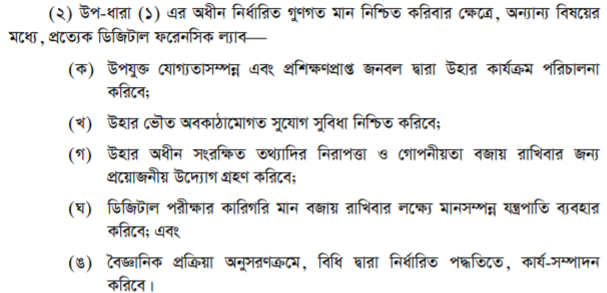 (২) উপ-ধারা (১) এর অধীন নির্ধারিত গুণগত মান নিশ্চিত করিবার ক্ষেত্রে, অন্যান্য বিষয়ের
মধ্যে, প্রত্যেক ডিজিটাল ফরেনসিক ল্যাব—
(ক) উপযুক্ত যোগ্যতাসম্পন্ন এবং প্রশিক্ষণপ্রাপ্ত জনবল দ্বারা উহার কার্যক্রম পরিচালনা
করিবে;
(খ) উহার ভৌত অবকাঠামোগত সুযোগ সুবিধা নিশ্চিত করিবে;
(গ) উহার অধীন সংরক্ষিত তথ্যাদির নিরাপত্তা ও গোপনীয়তা বজায় রাখিবার জন্য
প্রয়োজনীয় উদ্যোগ গ্রহণ করিবে;
(ঘ) ডিজিটাল পরীক্ষার কারিগরি মান বজায় রাখিবার লক্ষ্যে মানসম্পন্ন যন্ত্রপাতি ব্যবহার
করিবে; এবং
(ঙ) বৈজ্ঞানিক প্রক্রিয়া অনুসরণক্রমে, বিধি দ্বারা নির্ধারিত পদ্ধতিতে, কার্য-সম্পাদন
করিবে।